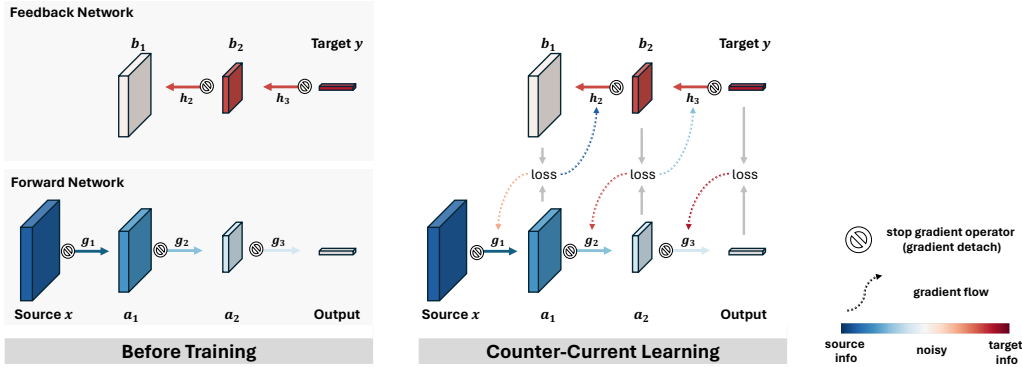 Feedback Network
b₁
b₂
Target y
h₂
h₃
Forward Network
g₁
g₂
g₃
Source x
a₁
a₂
Output
Before Training
b₁
b₂
Target y
h₂
h₃
loss
loss
loss
g₁
g₂
g₃
Source x
a₁
a₂
Output
Counter-Current Learning
stop gradient operator
(gradient detach)
gradient flow
source
info
noisy
target
info